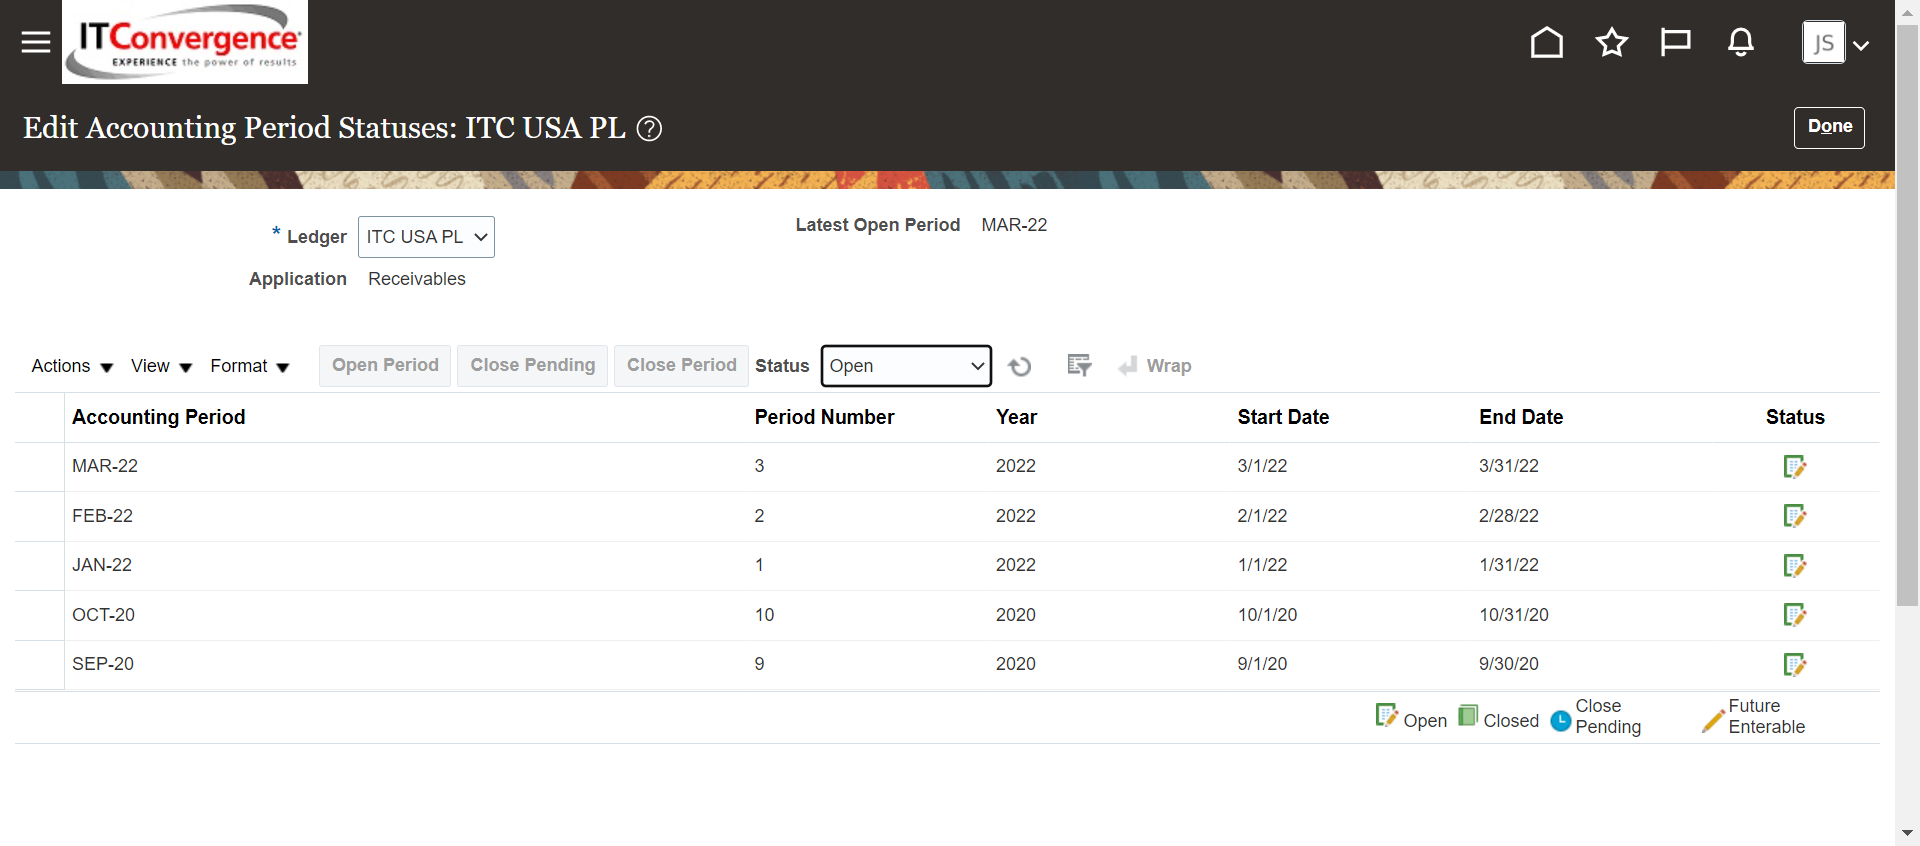 ITConvergence
EXPERIENCE the power of results
JS
Edit Accounting Period Statuses: ITC USA PL ?
Done
* Ledger ITC USA PL
Latest Open Period MAR-22
Application Receivables
Actions View Format Open Period Close Pending Close Period Status Open Wrap
Accounting Period Period Number Year Start Date End Date Status
MAR-22 3 2022 3/1/22 3/31/22
FEB-22 2 2022 2/1/22 2/28/22
JAN-22 1 2022 1/1/22 1/31/22
OCT-20 10 2020 10/1/20 10/31/20
SEP-20 9 2020 9/1/20 9/30/20
Open Closed Close Pending Future Enterable